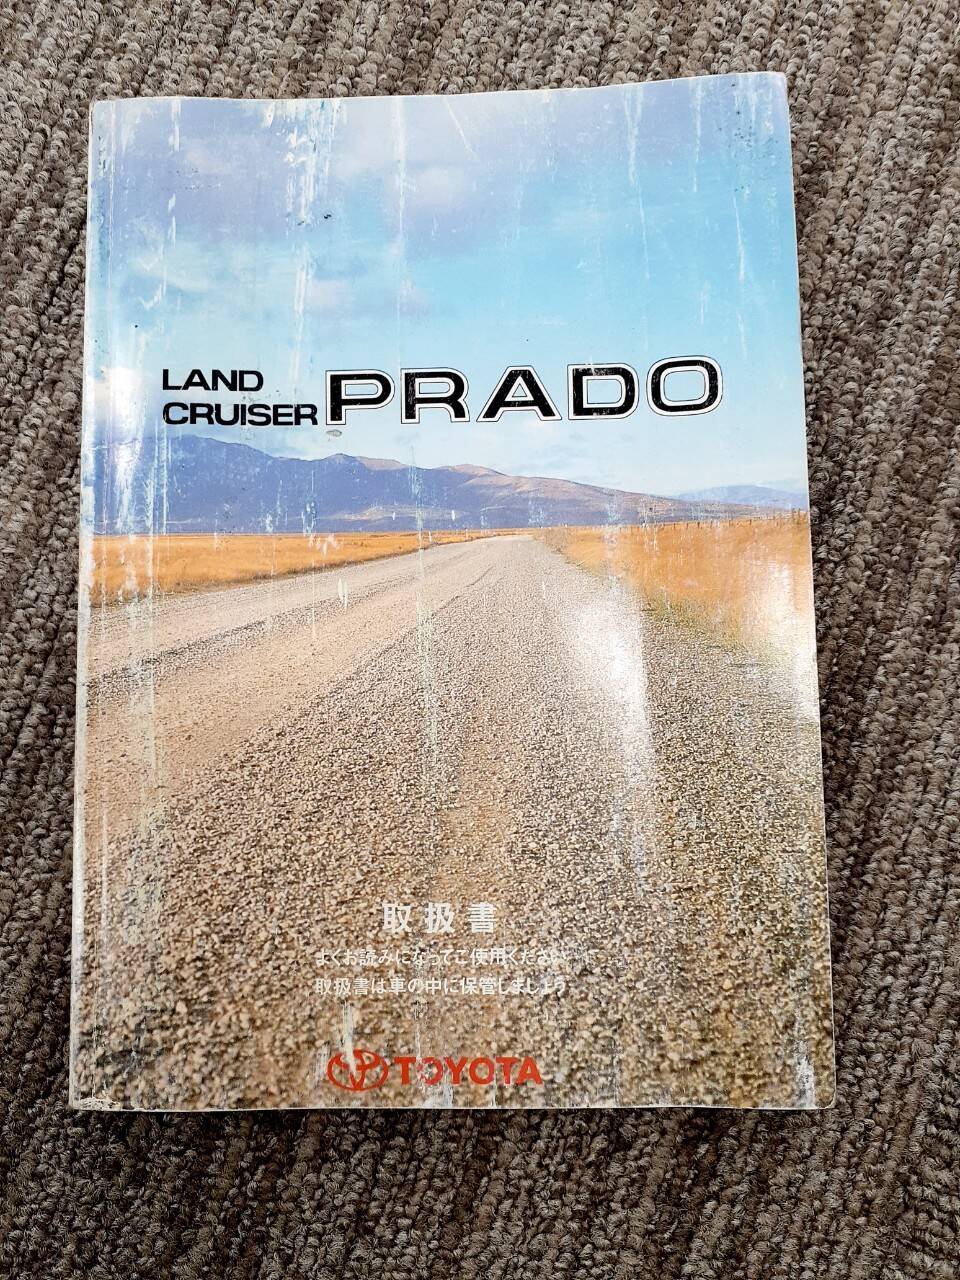 LAND
CRUISER PRADO
取扱書
よくお読みになってご使用ください
取扱書は車の中に保管しましょう
TOYOTA